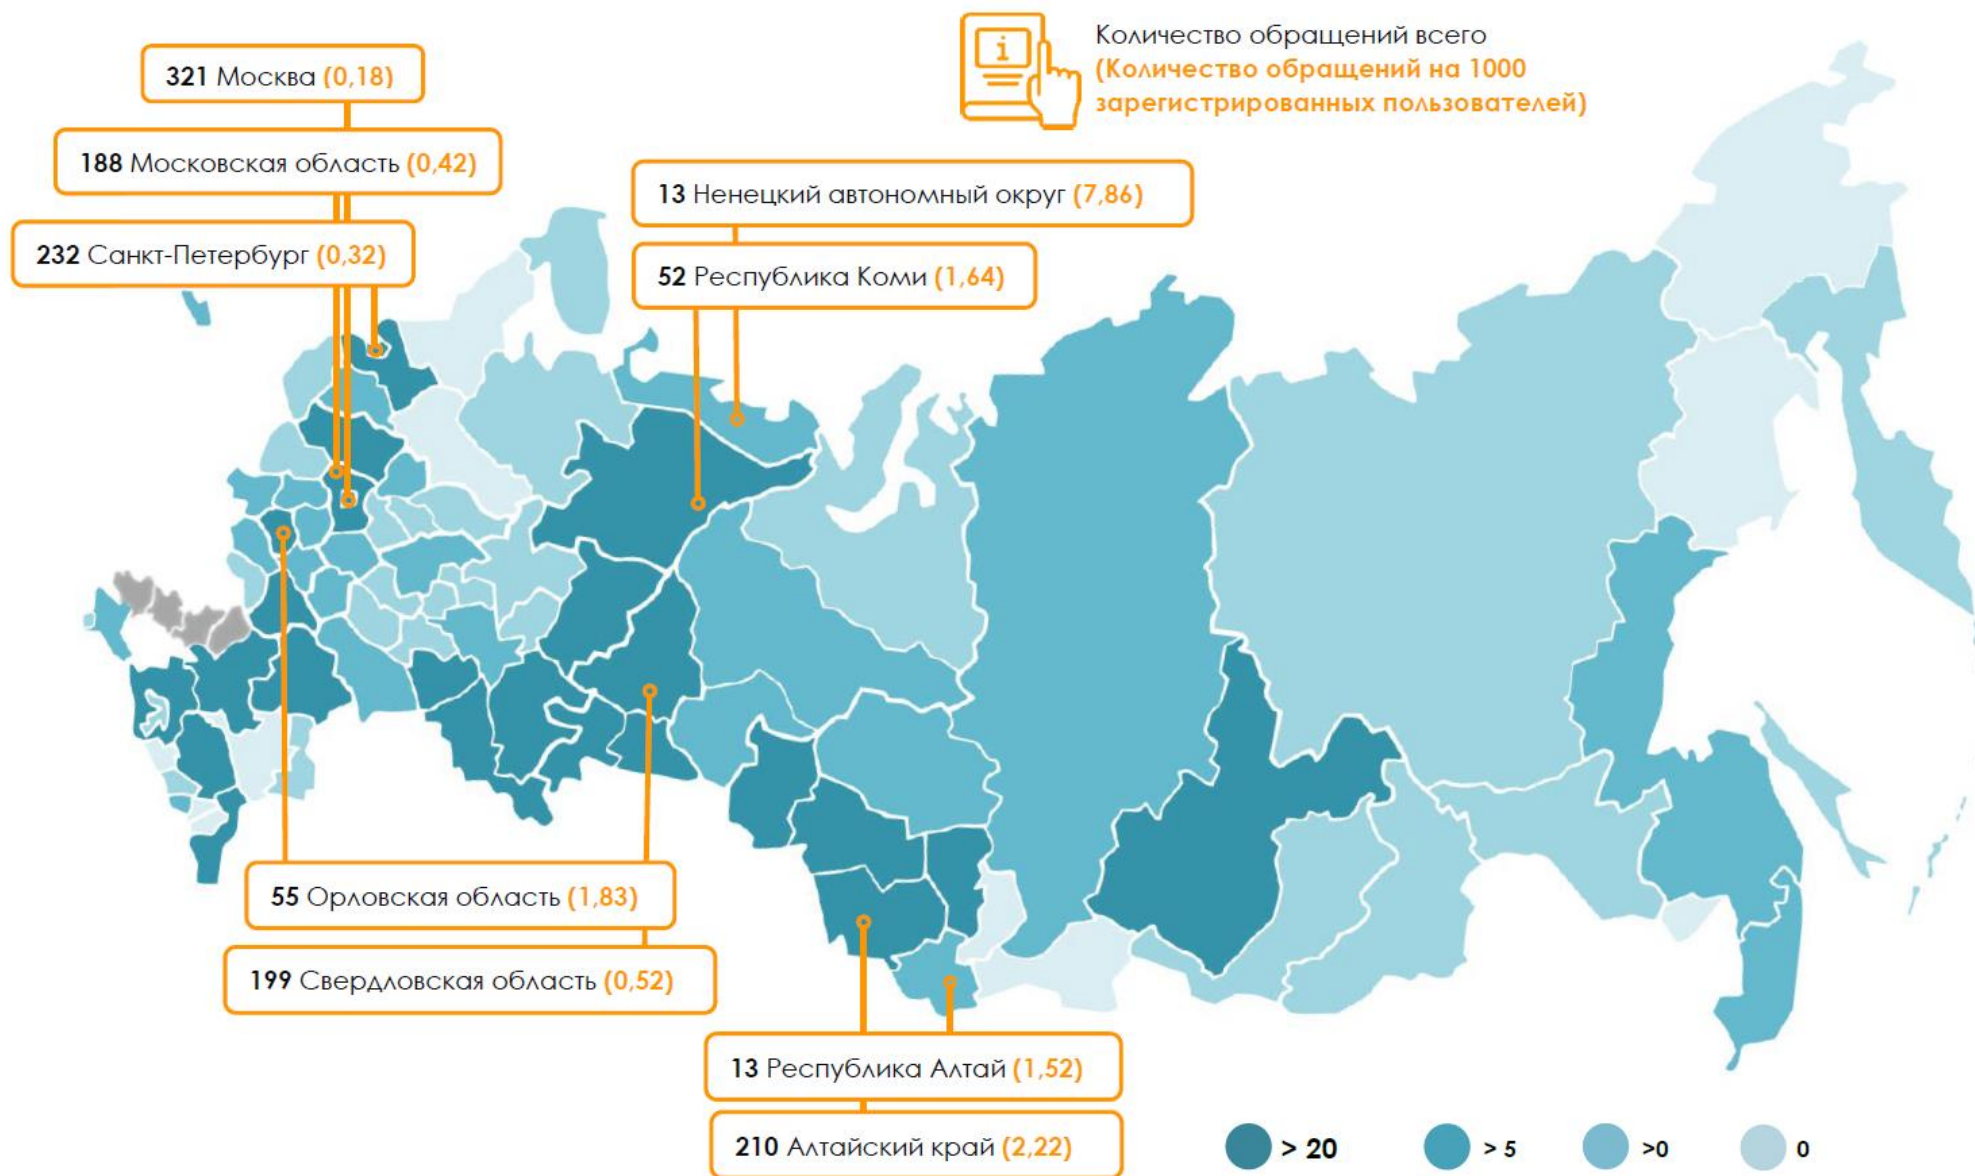 Количество обращений всего
(Количество обращений на 1000
зарегистрированных пользователей)
321 Москва (0,18)
188 Московская область (0,42)
232 Санкт-Петербург (0,32)
13 Ненецкий автономный округ (7,86)
52 Республика Коми (1,64)
55 Орловская область (1,83)
199 Свердловская область (0,52)
13 Республика Алтай (1,52)
210 Алтайский край (2,22)
> 20
> 5
>0
0